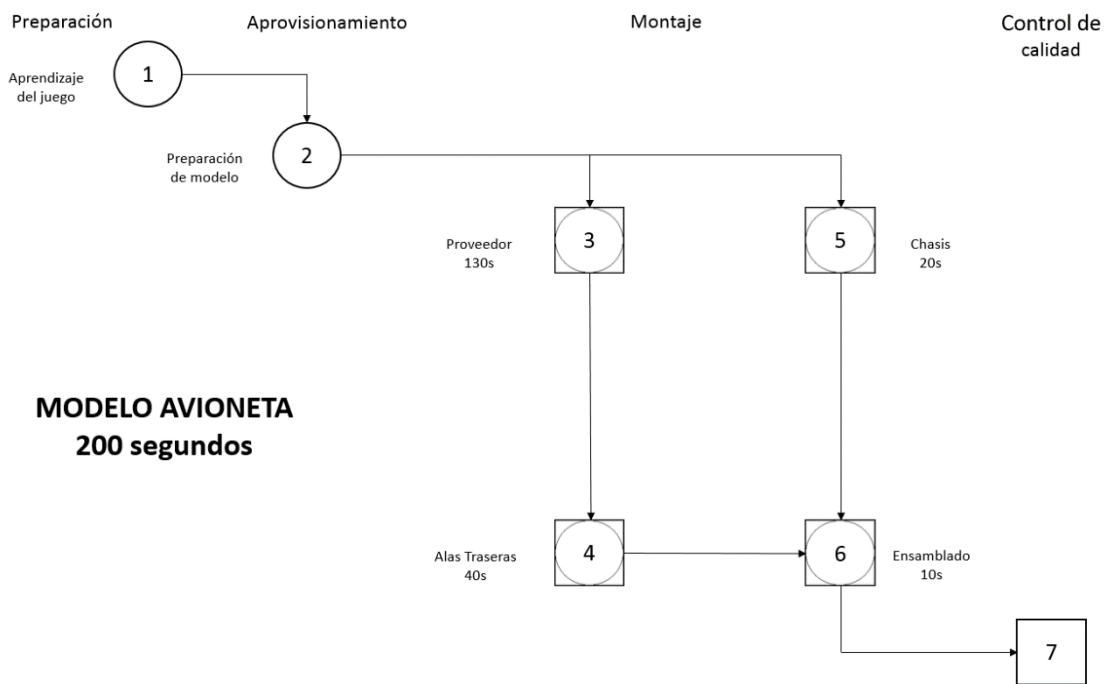 Preparación
Aprovisionamiento
Montaje
Control de
calidad
Aprendizaje
del juego
1
Preparación
de modelo
2
Proveedor
130s
3
5
Chasis
20s
MODELO AVIONETA
200 segundos
Alas Traseras
40s
4
6
Ensamblado
10s
7